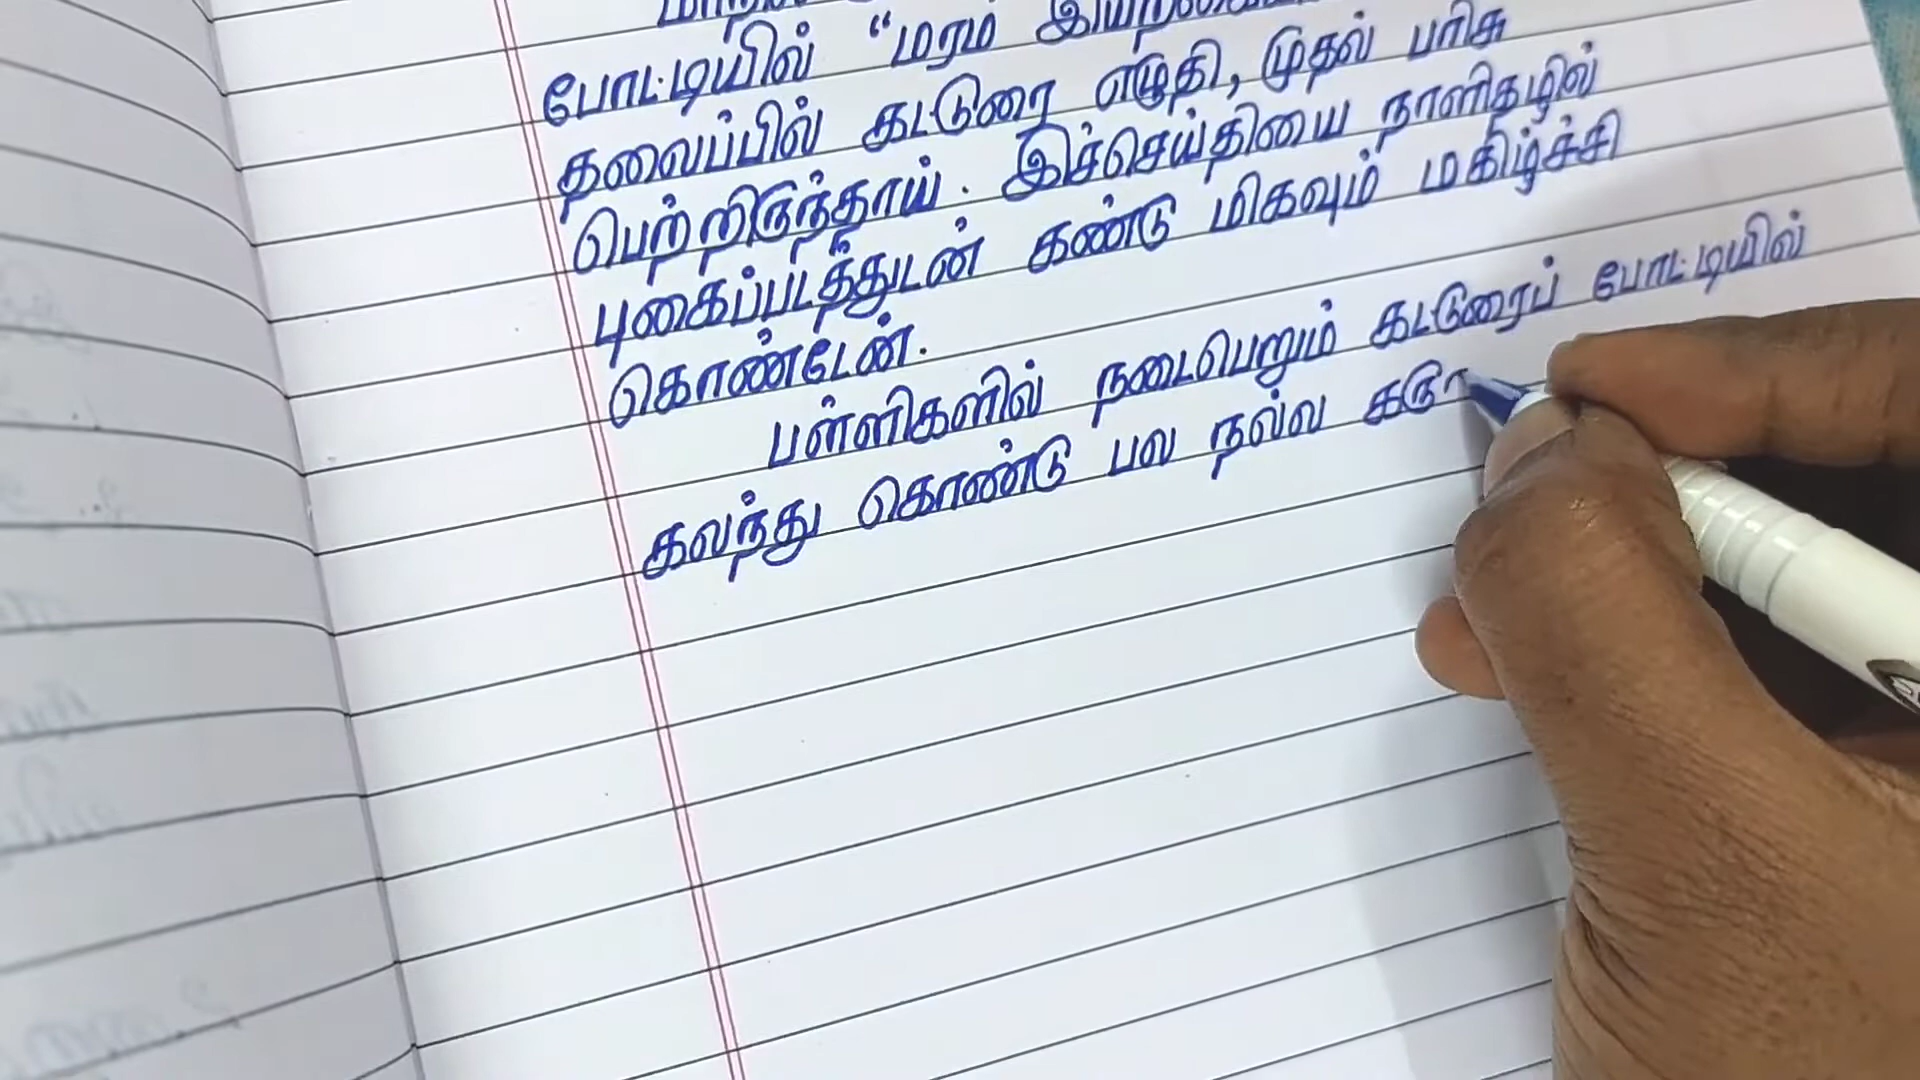 போட்டியில் “மரம்
தலைப்பில் கட்டுரை எழுதி, முதல் பரிசு
பெற்றிருந்தாய். இச்செய்தியை நாளிதழில்
புகைப்படத்துடன் கண்டு மிகவும் மகிழ்ச்சி
கொண்டேன்.
பள்ளிகளில் நடைபெறும் கட்டுரைப் போட்டியில்
கலந்து கொண்டு பல நல்ல